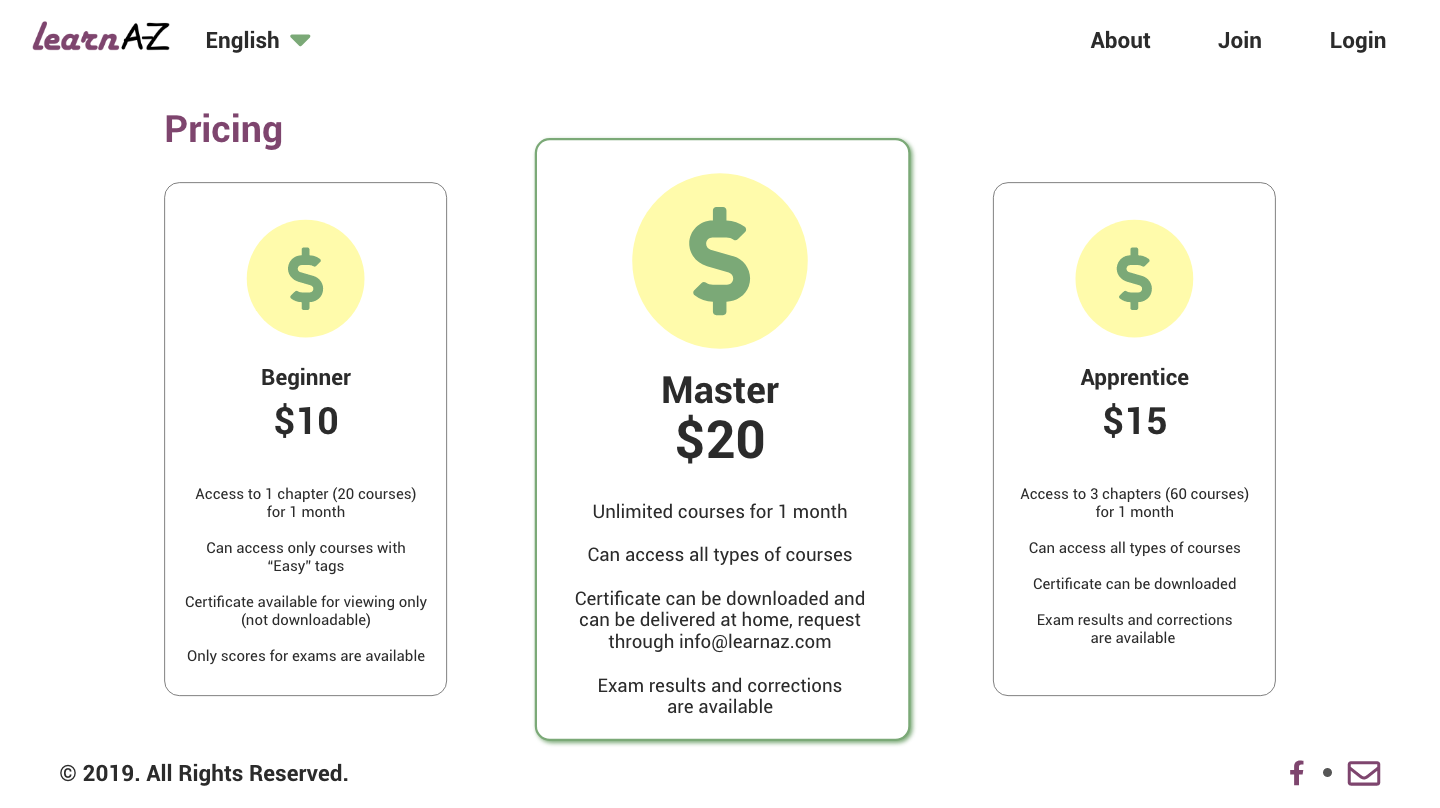 learn A-Z
English
About
Join
Login
Pricing
Beginner
$10
Access to 1 chapter (20 courses)
for 1 month
Can access only courses with
“Easy” tags
Certificate available for viewing only
(not downloadable)
Only scores for exams are available
Master
$20
Unlimited courses for 1 month
Can access all types of courses
Certificate can be downloaded and
can be delivered at home, request
through info@learnaz.com
Exam results and corrections
are available
Apprentice
$15
Access to 3 chapters (60 courses)
for 1 month
Can access all types of courses
Certificate can be downloaded
Exam results and corrections
are available
© 2019. All Rights Reserved.